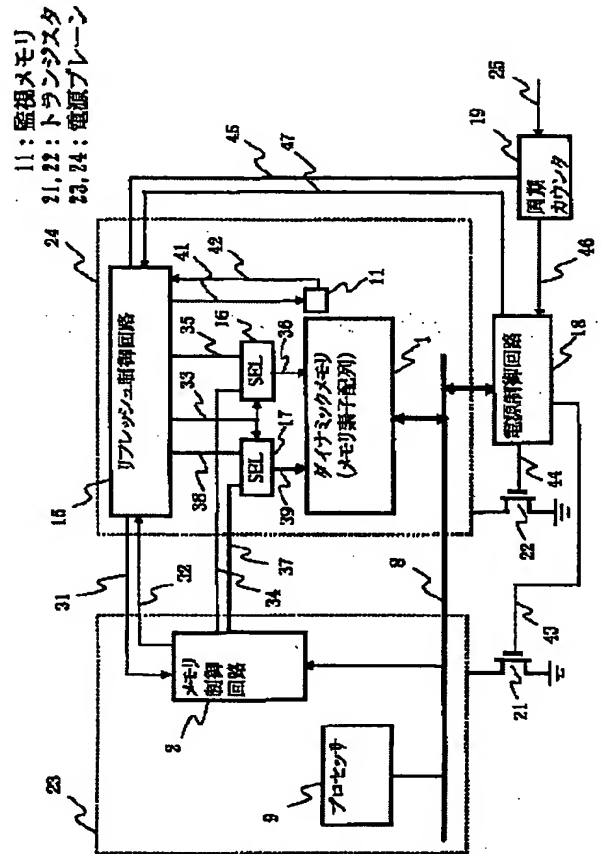 11：監視メモリ
21,22：トランジスタ
23,24：電源プレーン
24
45
47
25
19
周期
カウンタ
46
15
リフレッシュ制御回路
41
42
11
35
16
33
SEL
36
38
SEL
17
39
ダイナミックメモリ
(メモリ素子配列)
1
電源制御回路
18
44
22
31
32
34
37
8
43
21
23
メモリ
制御
回路
2
プロセッサ
9